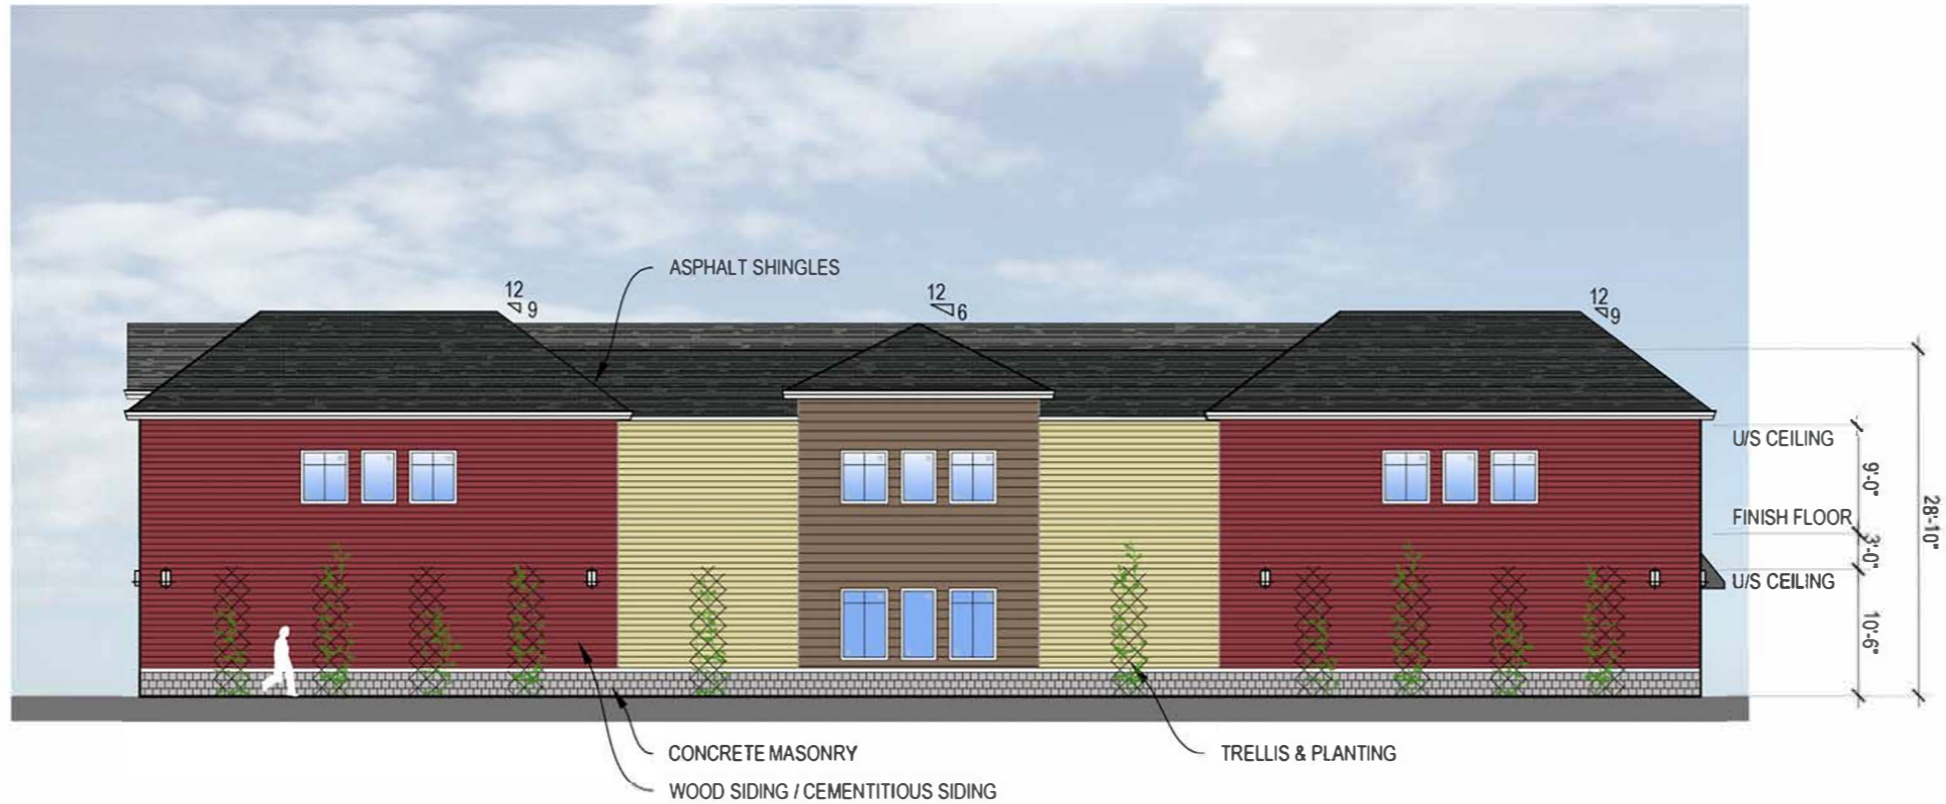 ASPHALT SHINGLES
12
9
12
6
12
9
U/S CEILING
9'-0"
FINISH FLOOR
3'-0"
28'-10"
U/S CEILING
10'-6"
CONCRETE MASONRY
TRELLIS & PLANTING
WOOD SIDING / CEMENTITIOUS SIDING